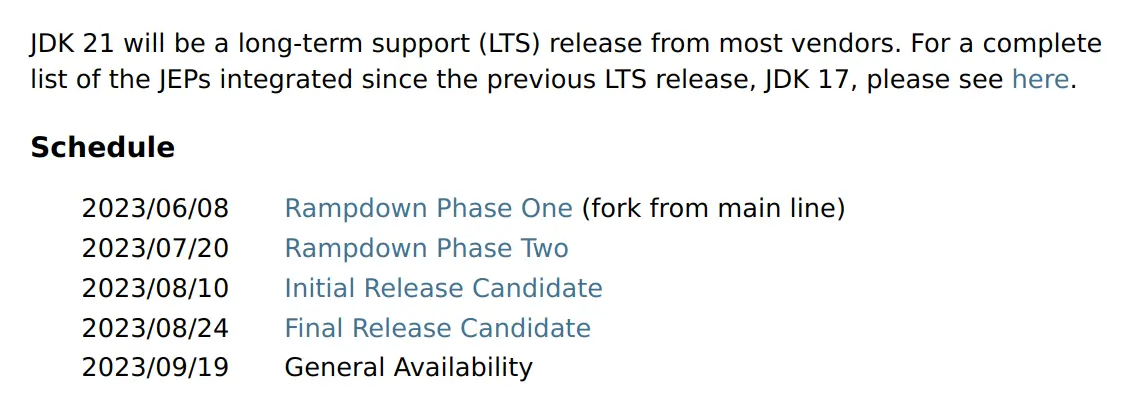 JDK 21 will be a long-term support (LTS) release from most vendors. For a complete
list of the JEPs integrated since the previous LTS release, JDK 17, please see here.
Schedule
2023/06/08 Rampdown Phase One (fork from main line)
2023/07/20 Rampdown Phase Two
2023/08/10 Initial Release Candidate
2023/08/24 Final Release Candidate
2023/09/19 General Availability